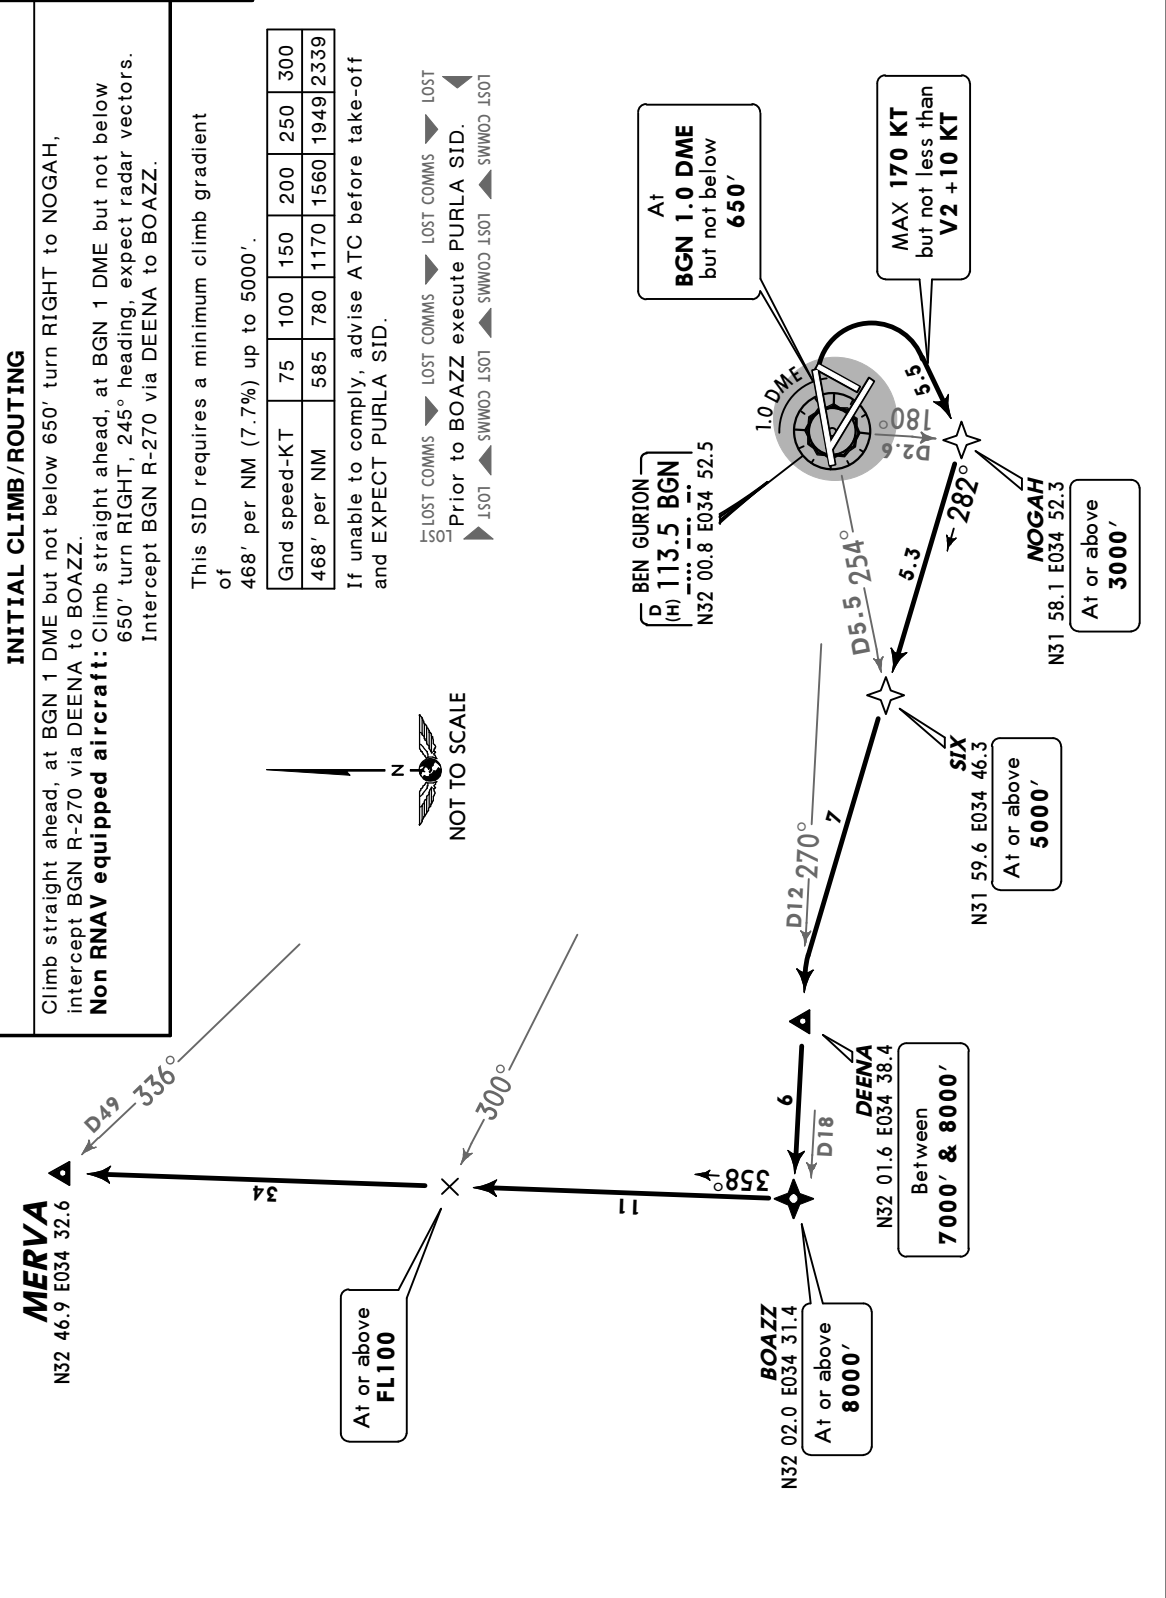 INITIAL CLIMB/ROUTING
Climb straight ahead, at BGN 1 DME but not below 650' turn RIGHT to NOGAH,
intercept BGN R-270 via DEENA to BOAZZ.
Non RNAV equipped aircraft: Climb straight ahead, at BGN 1 DME but not below
650' turn RIGHT, 245° heading, expect radar vectors.
Intercept BGN R-270 via DEENA to BOAZZ.
This SID requires a minimum climb gradient
of
468' per NM (7.7%) up to 5000'.
Gnd speed-KT 75 100 150 200 250 300
468' per NM 585 780 1170 1560 1949 2339
If unable to comply, advise ATC before take-off
and EXPECT PURLA SID.
LOST LOST COMMS LOST COMMS LOST COMMS LOST
Prior to BOAZZ execute PURLA SID.
LOST COMMS LOST COMMS LOST COMMS LOST
MERVA
N32 46.9 E034 32.6
D49
336°
34
N
NOT TO SCALE
At or above
FL100
300°
11
358°
BOAZZ
N32 02.0 E034 31.4
At or above
8000'
D18
6
DEENA
N32 01.6 E034 38.4
Between
7000' & 8000'
D12
270°
7
SIX
N31 59.6 E034 46.3
At or above
5000'
D5.5
254°
5.3
282°
NOGAH
N31 58.1 E034 52.3
At or above
3000'
BEN GURION
D
(H) 113.5 BGN
N32 00.8 E034 52.5
1.0 DME
180°
D2.6
5.5
At
BGN 1.0 DME
but not below
650'
MAX 170 KT
but not less than
V2 +10 KT